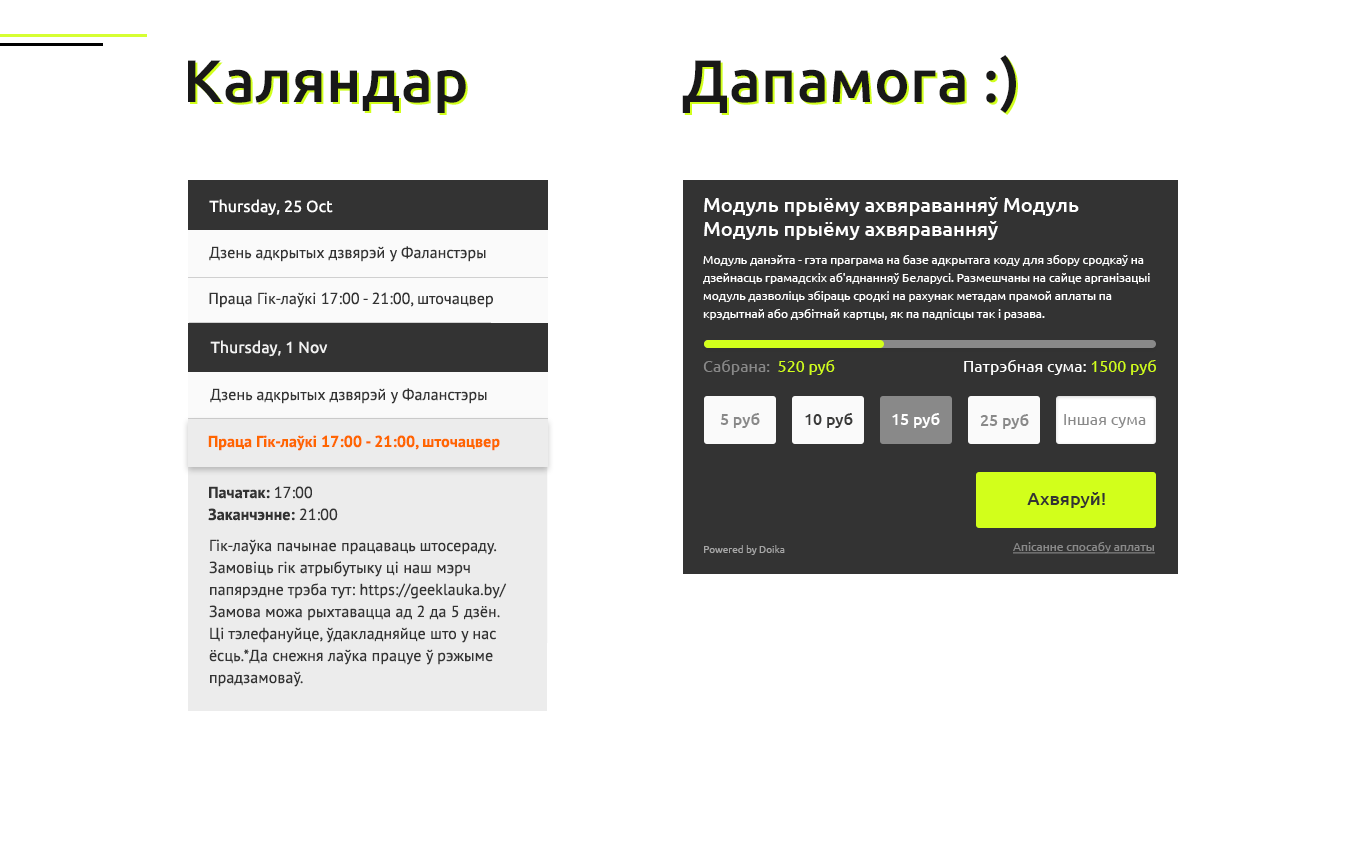 Каляндар
Thursday, 25 Oct
Дзень адкрытых дзвярэй у Фаланстэры
Праца Гік-лаўкі 17:00 - 21:00, шточацвер
Thursday, 1 Nov
Дзень адкрытых дзвярэй у Фаланстэры
Праца Гік-лаўкі 17:00 - 21:00, шточацвер
Пачатак: 17:00
Заканчэнне: 21:00
Гік-лаўка пачынае працаваць штосераду.
Замовіць гік атрыбутыку ці наш мэрч
папярэдне трэба тут: https://geeklauka.by/
Замова можа рыхтавацца ад 2 да 5 дзён.
Ці тэлефануйце, ўдакладняйце што у нас
ёсць.*Да снежня лаўка працуе ў рэжыме
прадзамоваў.
Дапамога :)
Модуль прыёму ахвяраванняў Модуль
Модуль прыёму ахвяраванняў
Модуль данэйта - гэта праграма на базе адкрытага коду для збору сродкаў на
дзейнасць грамадскіх аб'яднанняў Беларусі. Размешчаны на сайце арганізацыі
модуль дазволіць збіраць сродкі на рахунак метадам прамой аплаты па
крэдытнай або дэбітнай картцы, як па падпісцы так і разава.
Сабрана: 520 руб Патрэбная сума: 1500 руб
5 руб 10 руб 15 руб 25 руб Іншая сума
Ахвяруй!
Powered by Doika Апісанне спосабу аплаты